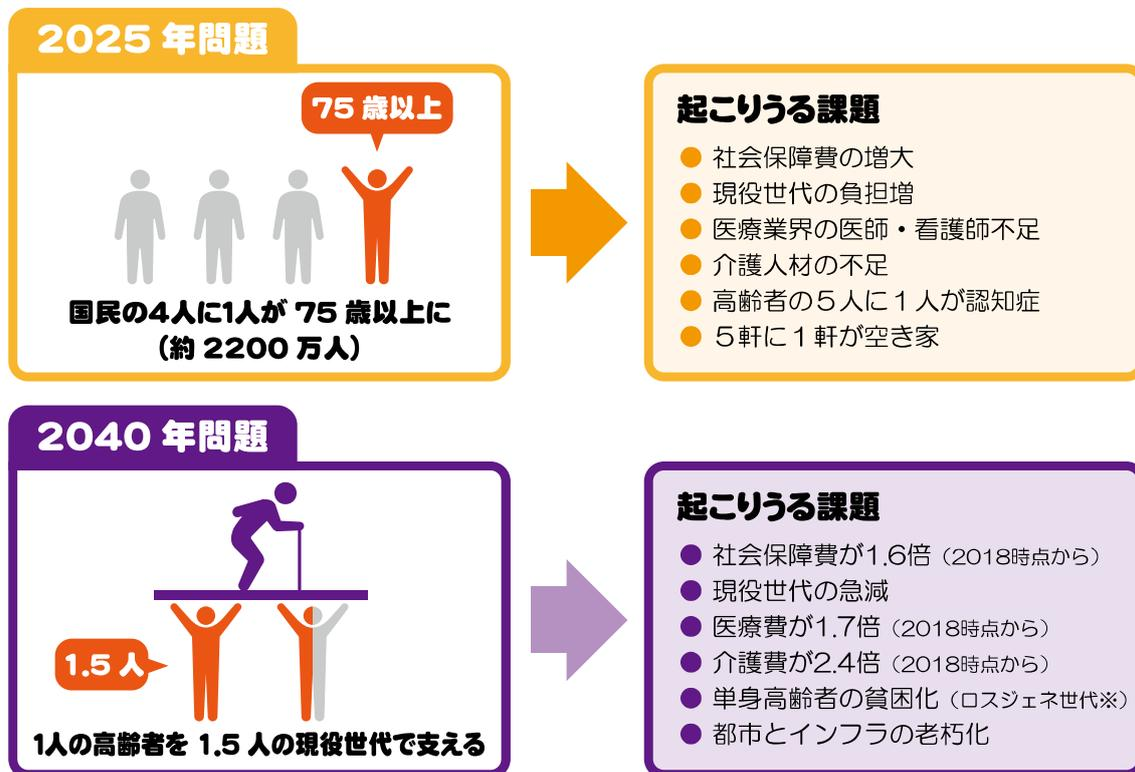 2025 年問題
75 歳以上
国民の4人に1人が 75 歳以上に
(約 2200 万人)
起こりうる課題
● 社会保障費の増大
● 現役世代の負担増
● 医療業界の医師・看護師不足
● 介護人材の不足
● 高齢者の5人に1人が認知症
● 5軒に1軒が空き家
2040 年問題
1.5 人
1人の高齢者を 1.5 人の現役世代で支える
起こりうる課題
● 社会保障費が1.6倍（2018時点から）
● 現役世代の急減
● 医療費が1.7倍（2018時点から）
● 介護費が2.4倍（2018時点から）
● 単身高齢者の貧困化（ロスジェネ世代※）
● 都市とインフラの老朽化